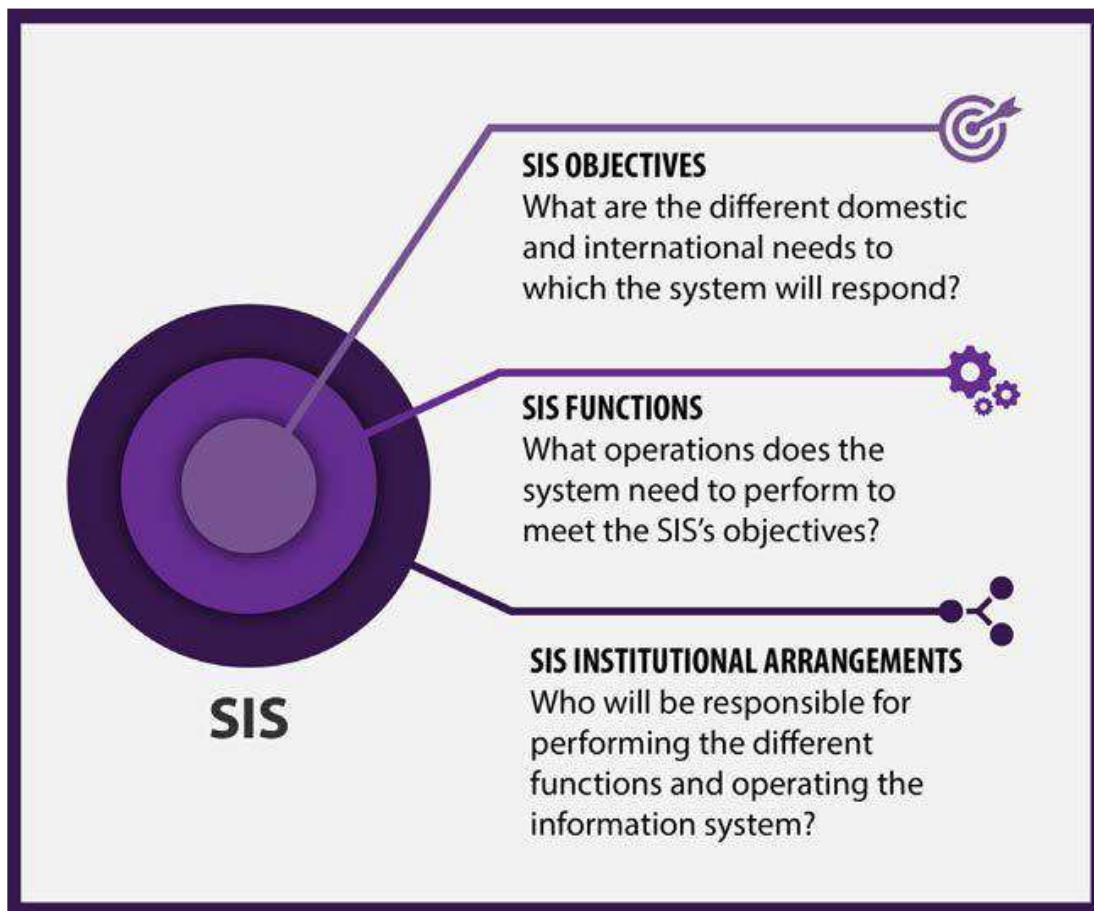 SIS OBJECTIVES
What are the different domestic
and international needs to
which the system will respond?
SIS FUNCTIONS
What operations does the
system need to perform to
meet the SIS’s objectives?
SIS INSTITUTIONAL ARRANGEMENTS
Who will be responsible for
performing the different
functions and operating the
information system?
SIS